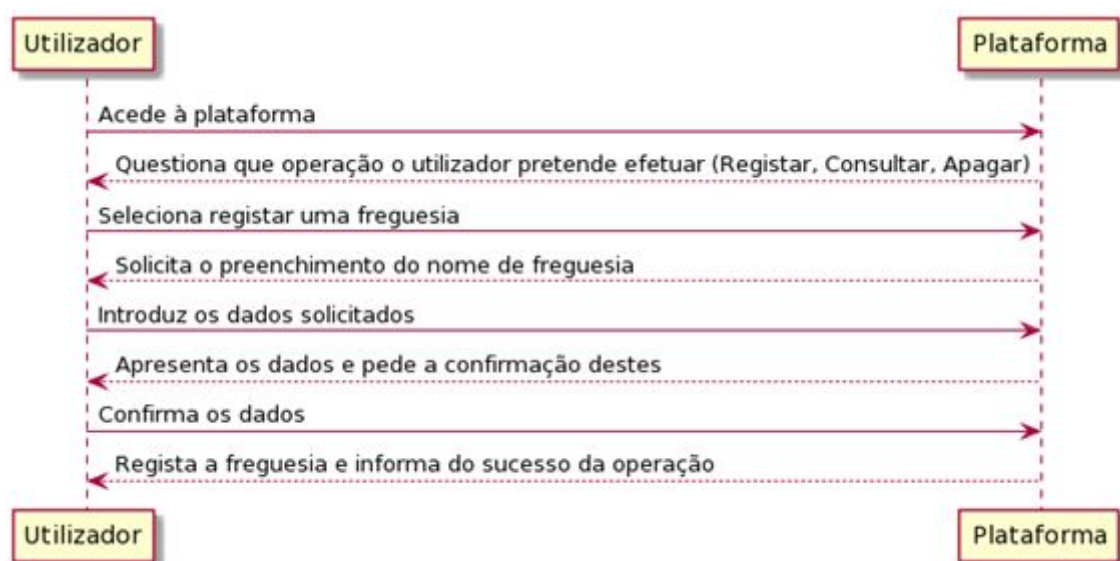 Utilizador Plataforma
Acede à plataforma
Questiona que operação o utilizador pretende efetuar (Registar, Consultar, Apagar)
Seleciona registar uma freguesia
Solicita o preenchimento do nome de freguesia
Introduz os dados solicitados
Apresenta os dados e pede a confirmação destes
Confirma os dados
Regista a freguesia e informa do sucesso da operação
Utilizador Plataforma